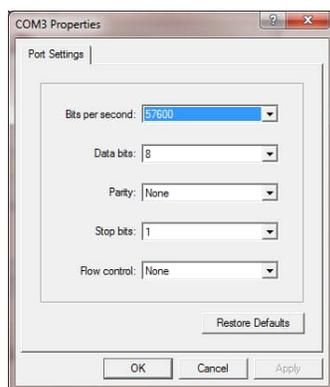 COM3 Properties
Port Settings
Bits per second: 57600
Data bits: 8
Parity: None
Stop bits: 1
Flow control: None
Restore Defaults
OK Cancel Apply